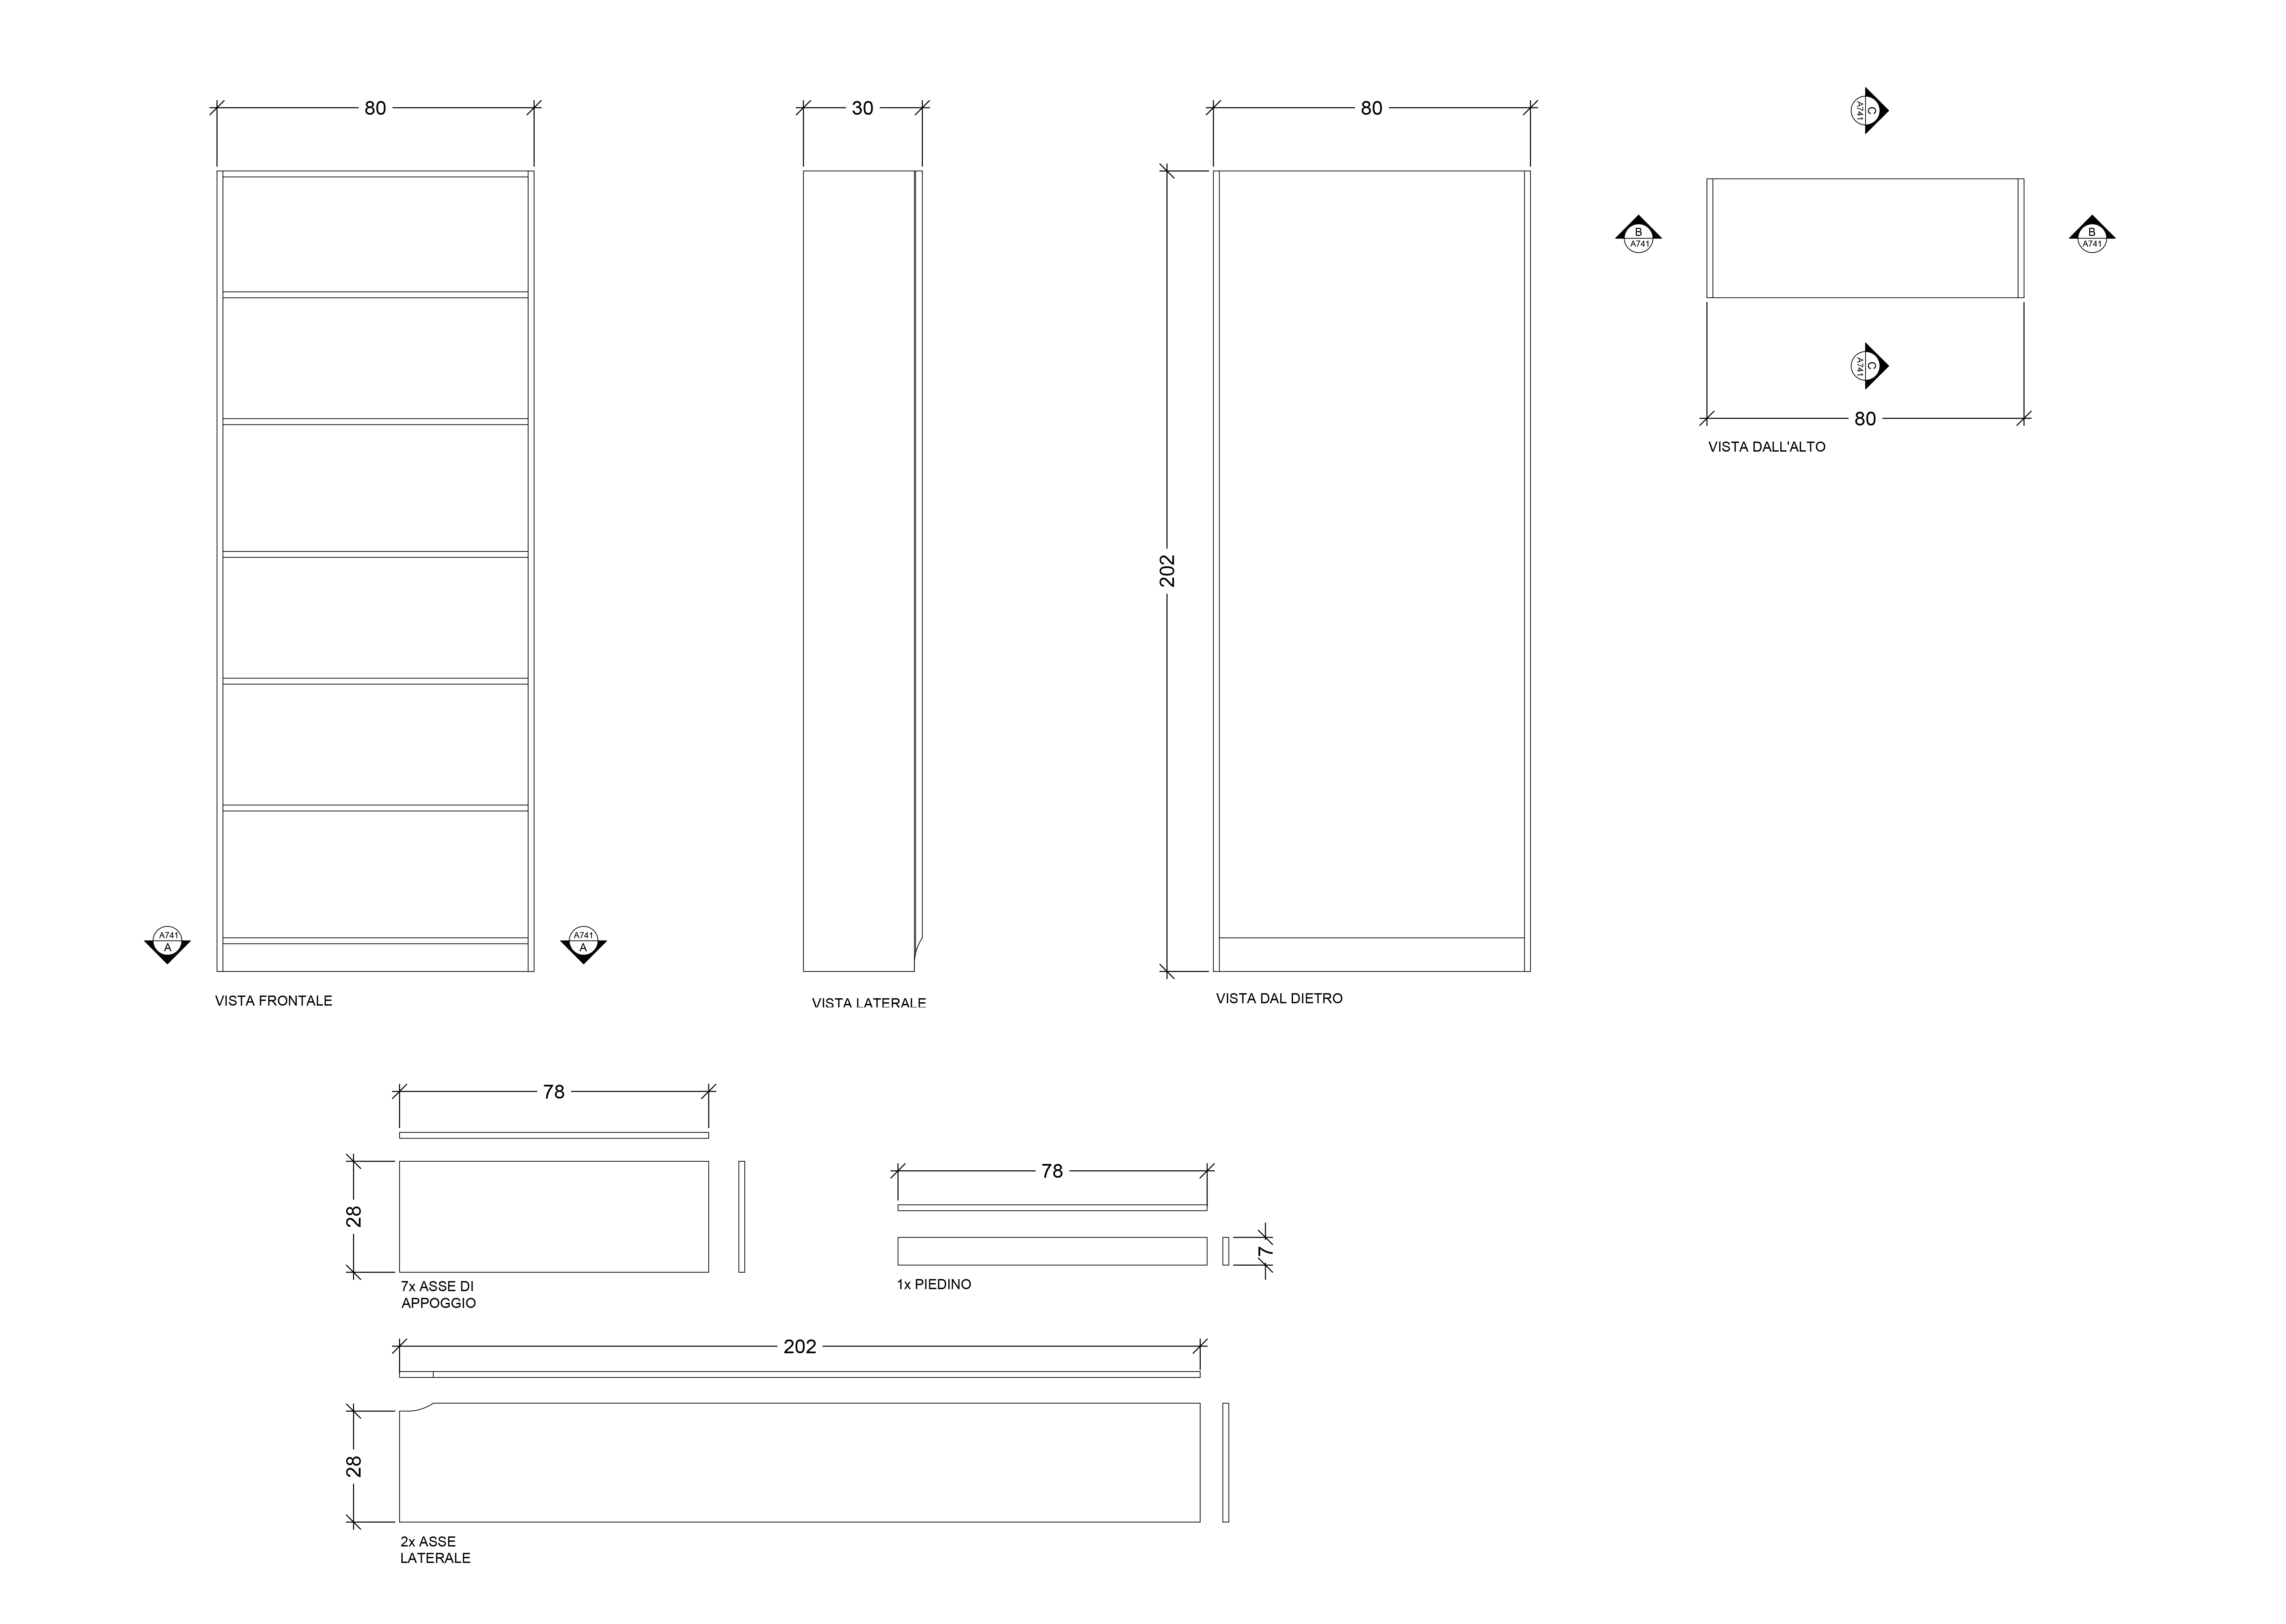 80
30
80
C
A741
B
A741
B
A741
202
C
A741
80
VISTA DALL'ALTO
A741
A
A741
A
VISTA FRONTALE
VISTA LATERALE
VISTA DAL DIETRO
78
28
7x ASSE DI
APPOGGIO
78
7
1x PIEDINO
202
28
2x ASSE
LATERALE